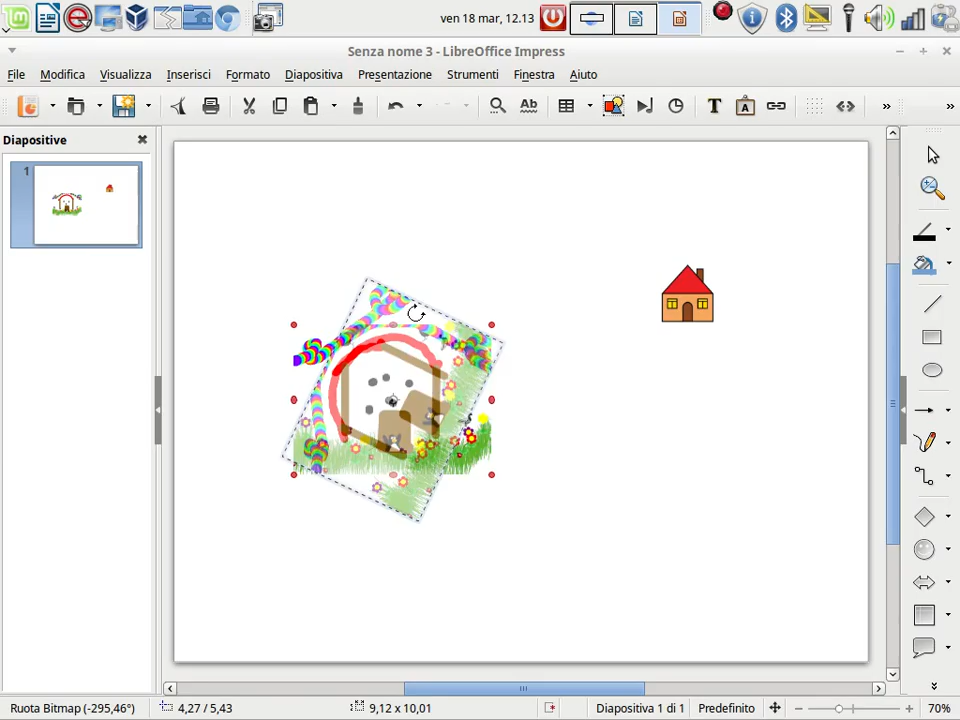 ven 18 mar, 12.13
Senza nome 3 - LibreOffice Impress
File Modifica Visualizza Inserisci Formato Diapositiva Presentazione Strumenti Finestra Aiuto
Diapositive
1
Ruota Bitmap (-295,46°) 4,27 / 5,43 9,12 x 10,01 Diapositiva 1 di 1 Predefinito 70%